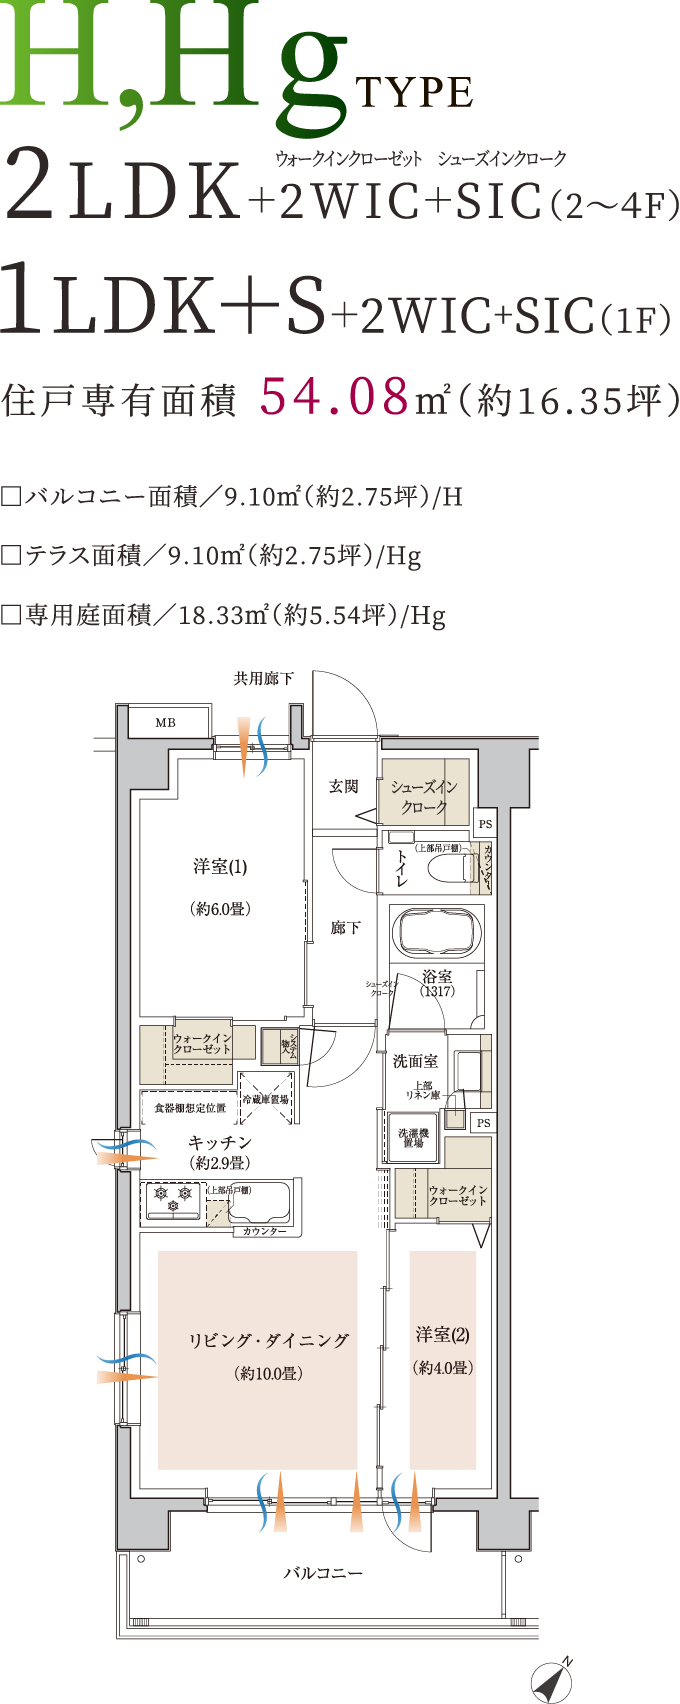 H,Hg TYPE
ウォークインクローゼット シューズインクローク
2LDK+2WIC+SIC(2～4F)
1LDK+S+2WIC+SIC(1F)
住戸専有面積 54.08㎡(約16.35坪)
□バルコニー面積／9.10㎡(約2.75坪)/H
□テラス面積／9.10㎡(約2.75坪)/Hg
□専用庭面積／18.33㎡(約5.54坪)/Hg
共用廊下
MB
玄関
シューズイン
クローク
PS
洋室(1)
(約6.0畳)
トイレ
(上部吊戸棚)
カウンター
廊下
浴室
(1317)
シューズイン
クローク
ウォークイン
クローゼット
システム
物入
洗面室
上部
リネン庫
食器棚想定位置
冷蔵庫置場
キッチン
(約2.9畳)
洗濯機
置場
PS
(上部吊戸棚)
カウンター
ウォークイン
クローゼット
リビング・ダイニング
(約10.0畳)
洋室(2)
(約4.0畳)
バルコニー
N